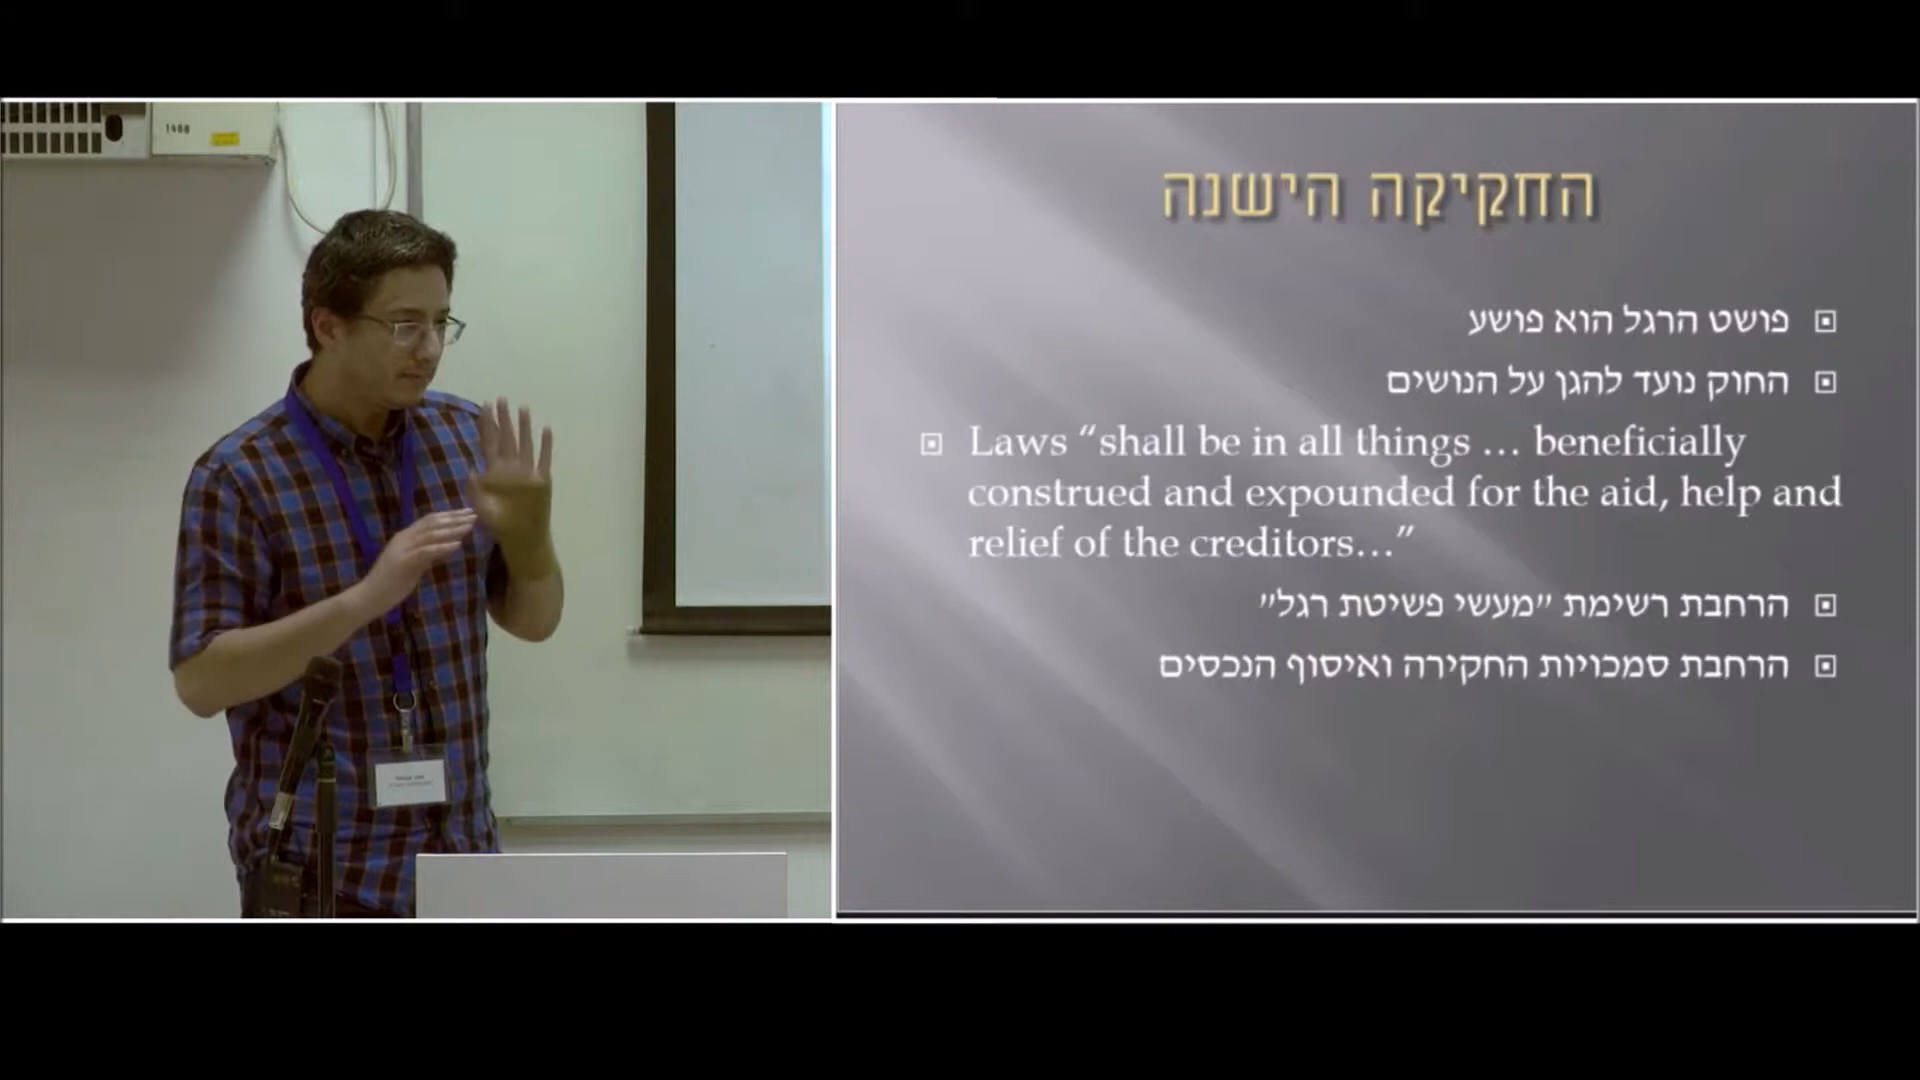 1488
החקיקה הישנה
פושט הרגל הוא פושע
החוק נועד להגן על הנושים
Laws “shall be in all things … beneficially
construed and expounded for the aid, help and
relief of the creditors…”
הרחבת רשימת ״מעשי פשיטת רגל״
הרחבת סמכויות החקירה ואיסוף הנכסים